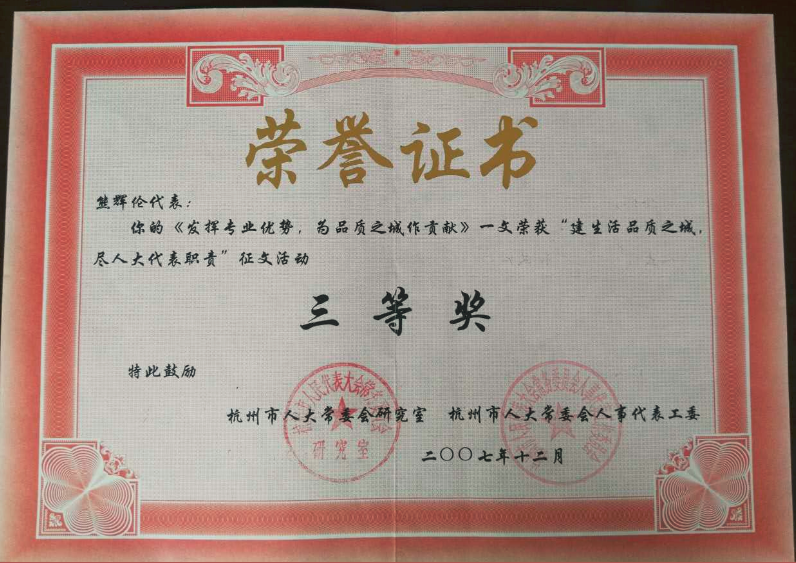 荣誉证书
熊辉伦代表：
你的《发挥专业优势，为品质之城作贡献》一文荣获“建生活品质之城，
尽人大代表职责”征文活动
三等奖
特此鼓励
杭州市人大常委会研究室 杭州市人大常委会人事代表工委
研究室
二〇〇七年十二月